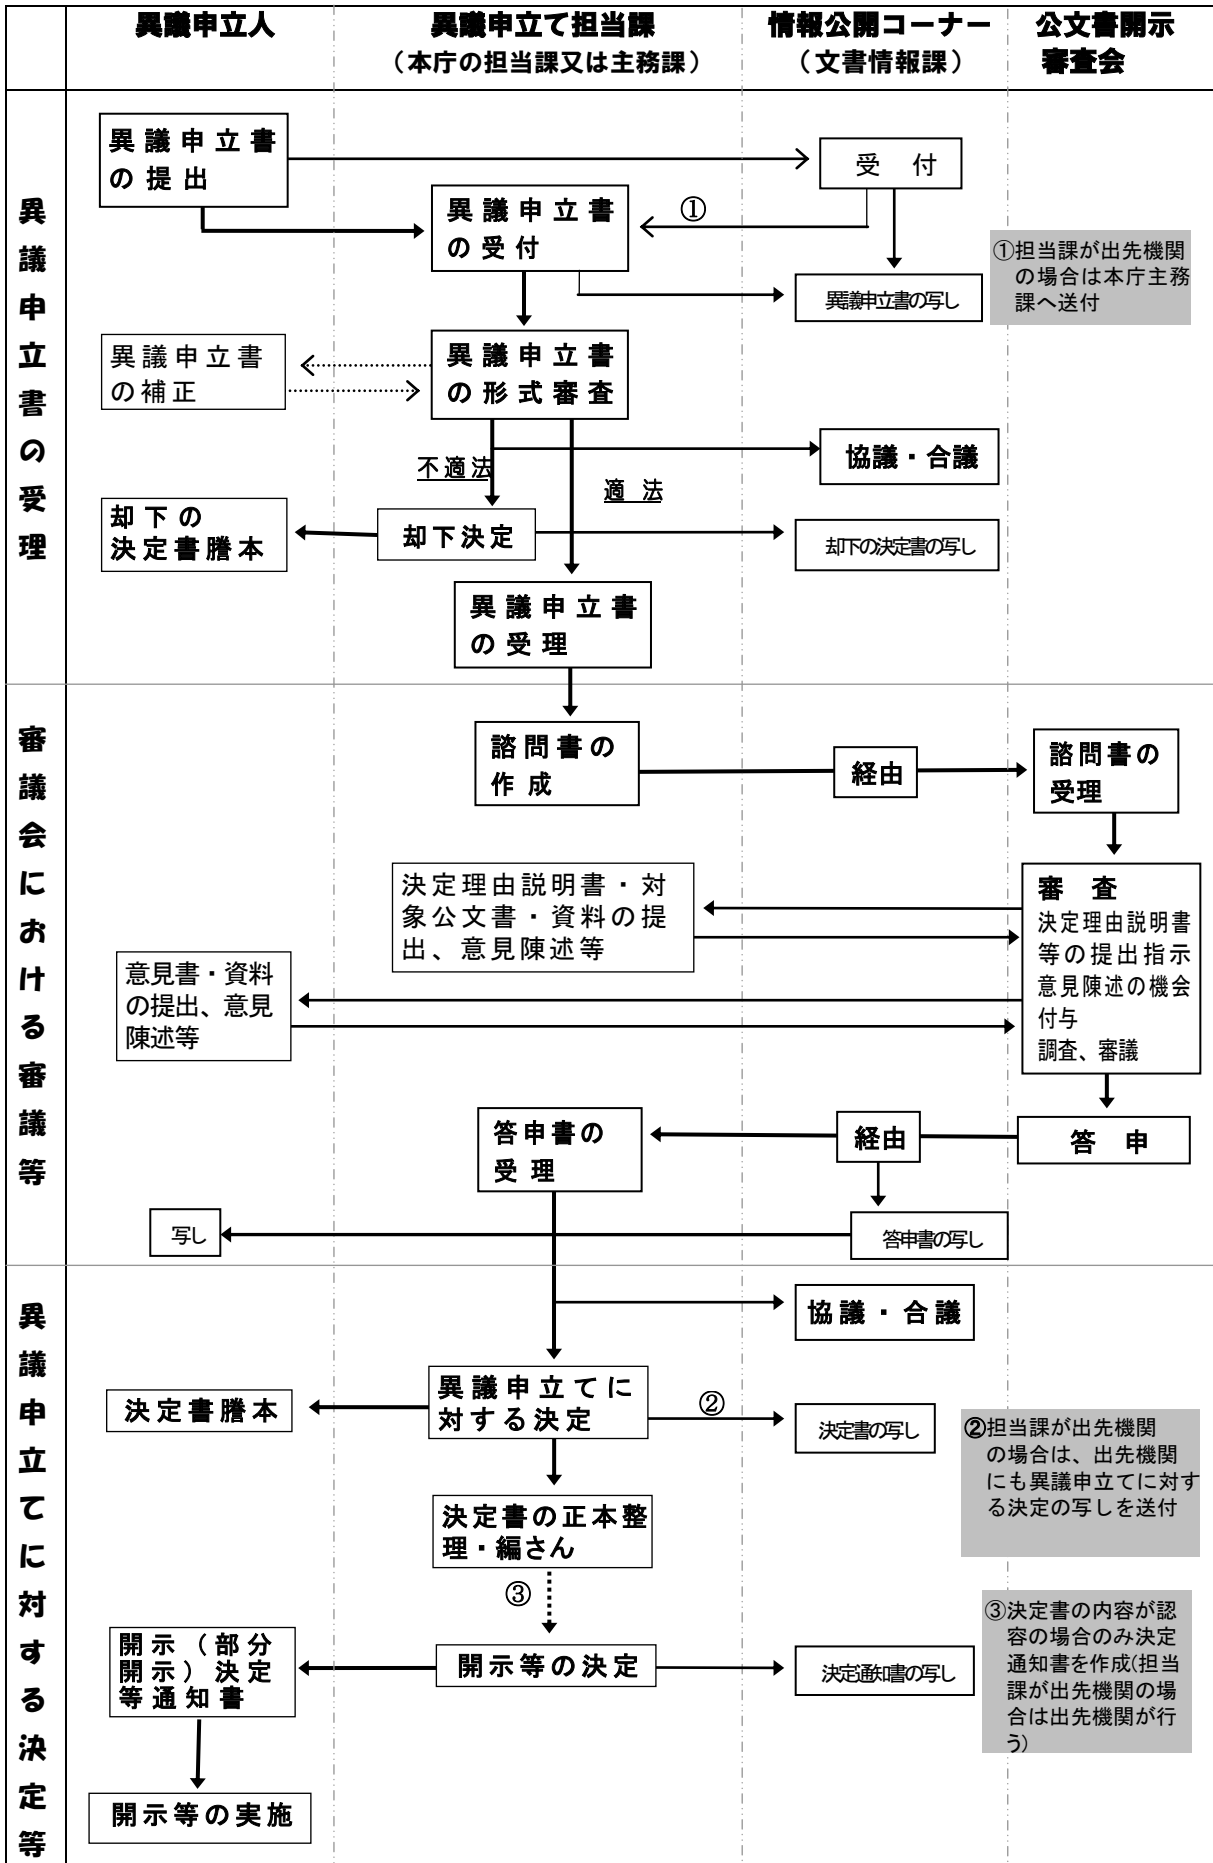 異議申立人
異議申立て担当課
（本庁の担当課又は主務課）
情報公開コーナー
（文書情報課）
公文書開示
審査会
異議申立書の受理
異議申立書
の提出
受　付
異議申立書
の受付
①
①担当課が出先機関
の場合は本庁主務
課へ送付
異議申立書の写し
異議申立書
の補正
異議申立書
の形式審査
不適法
適　法
協議・合議
却下の
決定書謄本
却下決定
却下の決定書の写し
異議申立書
の受理
審議会における審議等
諮問書の
作成
経由
諮問書の
受理
決定理由説明書・対
象公文書・資料の提
出、意見陳述等
審　査
決定理由説明書
等の提出指示
意見陳述の機会
付与
調査、審議
意見書・資料
の提出、意見
陳述等
答申書の
受理
経由
答　申
写し
答申書の写し
異議申立てに対する決定等
協議・合議
決定書謄本
異議申立てに
対する決定
②
決定書の写し
②担当課が出先機関
の場合は、出先機関
にも異議申立てに対す
る決定の写しを送付
決定書の正本整
理・編さん
③
開示（部分
開示）決定
等通知書
開示等の決定
決定通知書の写し
③決定書の内容が認
容の場合のみ決定
通知書を作成(担当
課が出先機関の場
合は出先機関が行
う)
開示等の実施